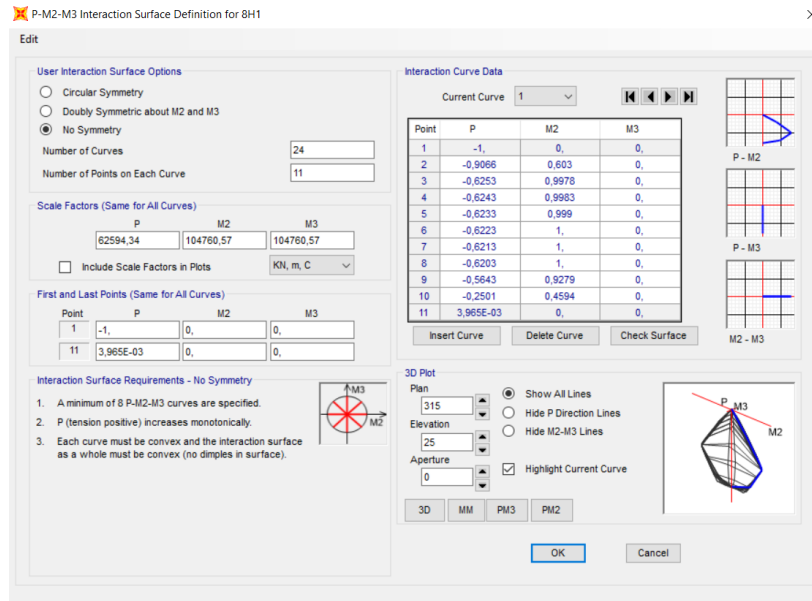 P-M2-M3 Interaction Surface Definition for 8H1
Edit
User Interaction Surface Options
Circular Symmetry
Doubly Symmetric about M2 and M3
No Symmetry
Number of Curves 24
Number of Points on Each Curve 11
Scale Factors (Same for All Curves)
P M2 M3
62594,34 104760,57 104760,57
Include Scale Factors in Plots KN, m, C
First and Last Points (Same for All Curves)
Point P M2 M3
1 -1, 0, 0,
11 3,965E-03 0, 0,
Interaction Surface Requirements - No Symmetry
1. A minimum of 8 P-M2-M3 curves are specified.
2. P (tension positive) increases monotonically.
3. Each curve must be convex and the interaction surface
as a whole must be convex (no dimples in surface).
M3
M2
Interaction Curve Data
Current Curve 1
Point P M2 M3
1 -1, 0, 0,
2 -0,9066 0,603 0,
3 -0,6253 0,9978 0,
4 -0,6243 0,9983 0,
5 -0,6233 0,999 0,
6 -0,6223 1, 0,
7 -0,6213 1, 0,
8 -0,6203 1, 0,
9 -0,5643 0,9279 0,
10 -0,2501 0,4594 0,
11 3,965E-03 0, 0,
Insert Curve Delete Curve Check Surface
P - M2
P - M3
M2 - M3
3D Plot
Plan
315
Elevation
25
Aperture
0
Show All Lines
Hide P Direction Lines
Hide M2-M3 Lines
Highlight Current Curve
3D MM PM3 PM2
P M3
M2
OK Cancel